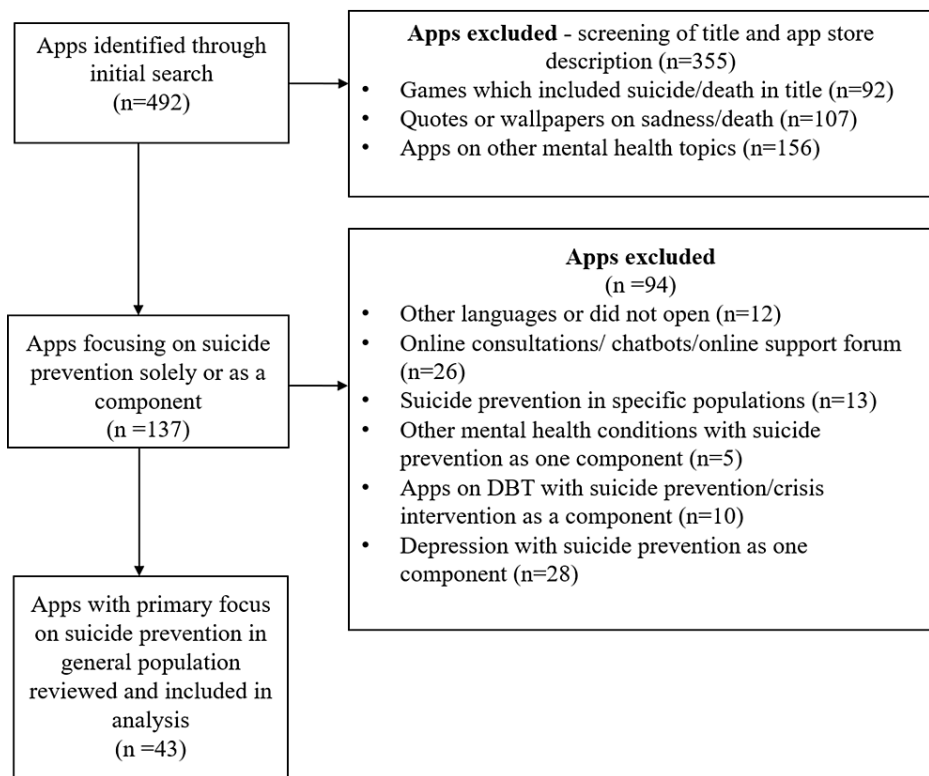 Apps identified through
initial search
(n=492)
Apps excluded - screening of title and app store
description (n=355)
• Games which included suicide/death in title (n=92)
• Quotes or wallpapers on sadness/death (n=107)
• Apps on other mental health topics (n=156)
Apps focusing on suicide
prevention solely or as a
component
(n =137)
Apps excluded
(n =94)
• Other languages or did not open (n=12)
• Online consultations/ chatbots/online support forum
(n=26)
• Suicide prevention in specific populations (n=13)
• Other mental health conditions with suicide
prevention as one component (n=5)
• Apps on DBT with suicide prevention/crisis
intervention as a component (n=10)
• Depression with suicide prevention as one
component (n=28)
Apps with primary focus
on suicide prevention in
general population
reviewed and included in
analysis
(n =43)